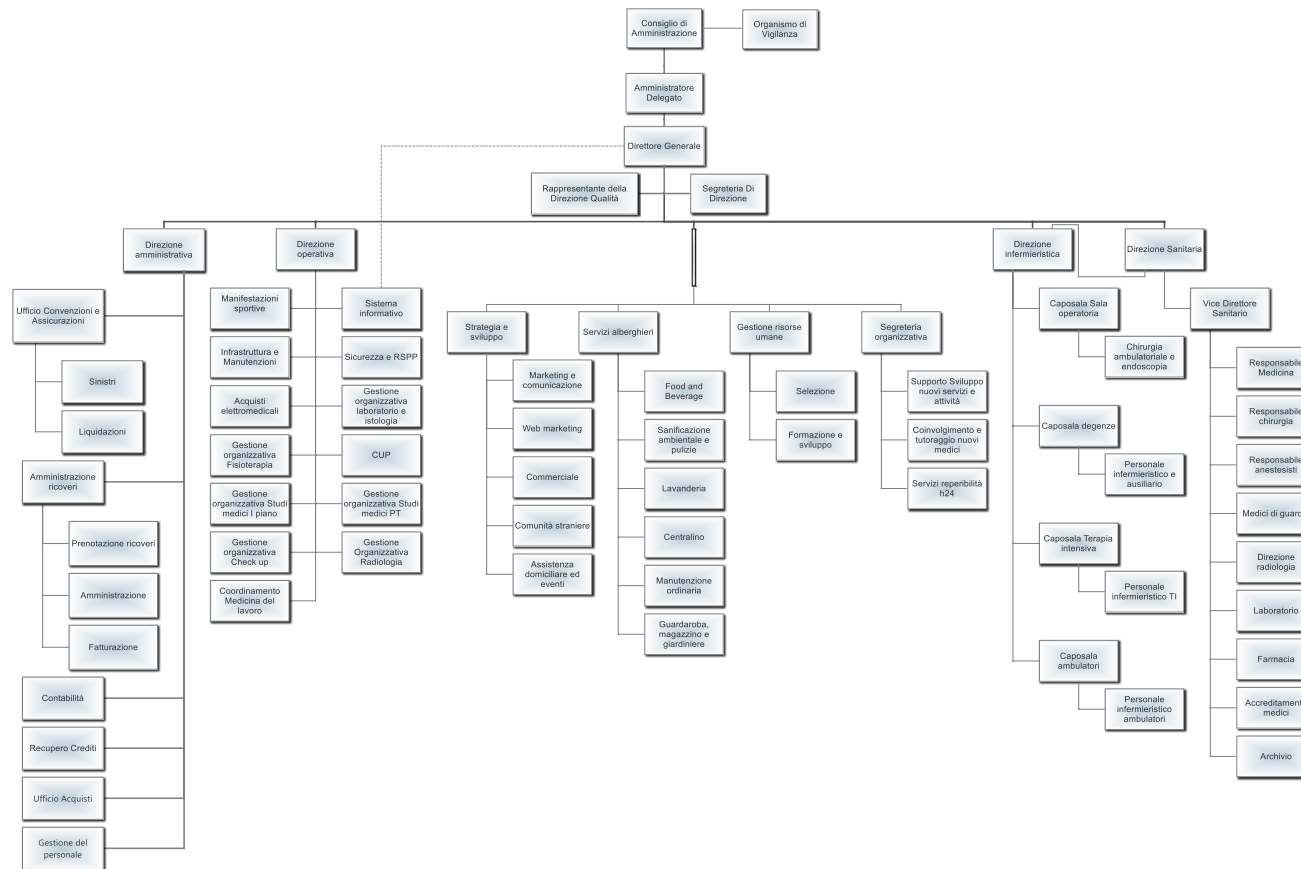 Consiglio di
Amministrazione
Organismo di
Vigilanza
Amministratore
Delegato
Direttore Generale
Rappresentante della
Direzione Qualità
Segreteria Di
Direzione
Direzione
amministrativa
Direzione
operativa
Direzione
infermieristica
Direzione Sanitaria
Ufficio Convenzioni e
Assicurazioni
Sinistri
Liquidazioni
Amministrazione
ricoveri
Prenotazione ricoveri
Amministrazione
Fatturazione
Contabilità
Recupero Crediti
Ufficio Acquisti
Gestione del
personale
Manifestazioni
sportive
Sistema
informativo
Infrastruttura e
Manutenzioni
Sicurezza e RSPP
Acquisti
elettromedicali
Gestione
organizzativa
laboratorio e
istologia
Gestione
organizzativa
Fisioterapia
CUP
Gestione
organizzativa Studi
medici I piano
Gestione
organizzativa Studi
medici PT
Gestione
organizzativa
Check up
Gestione
Organizzativa
Radiologia
Coordinamento
Medicina del
lavoro
Strategia e
sviluppo
Marketing e
comunicazione
Web marketing
Commerciale
Comunità straniere
Assistenza
domiciliare ed
eventi
Servizi alberghieri
Food and
Beverage
Sanificazione
ambientale e
pulizie
Lavanderia
Centralino
Manutenzione
ordinaria
Guardaroba,
magazzino e
giardiniere
Gestione risorse
umane
Selezione
Formazione e
sviluppo
Segreteria
organizzativa
Supporto Sviluppo
nuovi servizi e
attività
Coinvolgimento e
tutoraggio nuovi
medici
Servizi reperibilità
h24
Caposala Sala
operatoria
Chirurgia
ambulatoriale e
endoscopia
Caposala degenze
Personale
infermieristico e
ausiliario
Caposala Terapia
intensiva
Personale
infermieristico TI
Caposala
ambulatori
Personale
infermieristico
ambulatori
Vice Direttore
Sanitario
Responsabile
Medicina
Responsabile
chirurgia
Responsabile
anestesisti
Medici di guard
Direzione
radiologia
Laboratorio
Farmacia
Accreditament
medici
Archivio